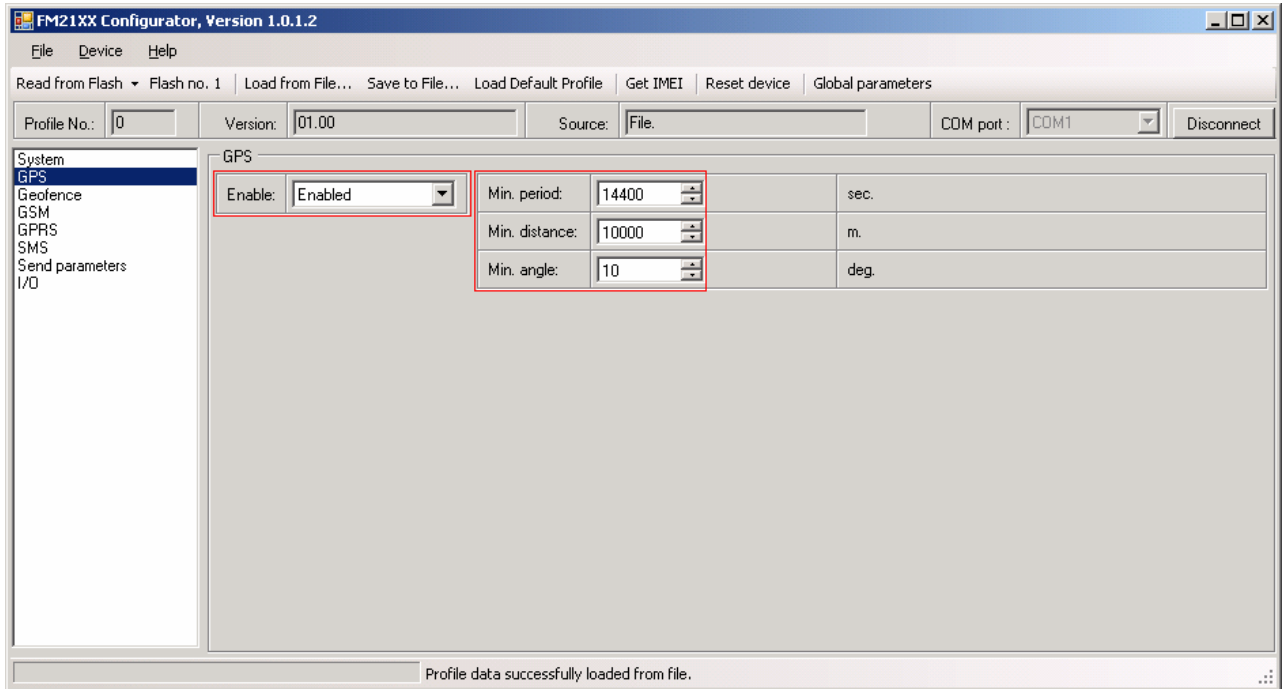 FM21XX Configurator, Version 1.0.1.2
File Device Help
Read from Flash Flash no. 1 Load from File... Save to File... Load Default Profile Get IMEI Reset device Global parameters
Profile No.: 0 Version: 01.00 Source: File. COM port : COM1 Disconnect
System
GPS
Geofence
GSM
GPRS
SMS
Send parameters
I/O
GPS
Enable: Enabled
Min. period: 14400 sec.
Min. distance: 10000 m.
Min. angle: 10 deg.
Profile data successfully loaded from file.